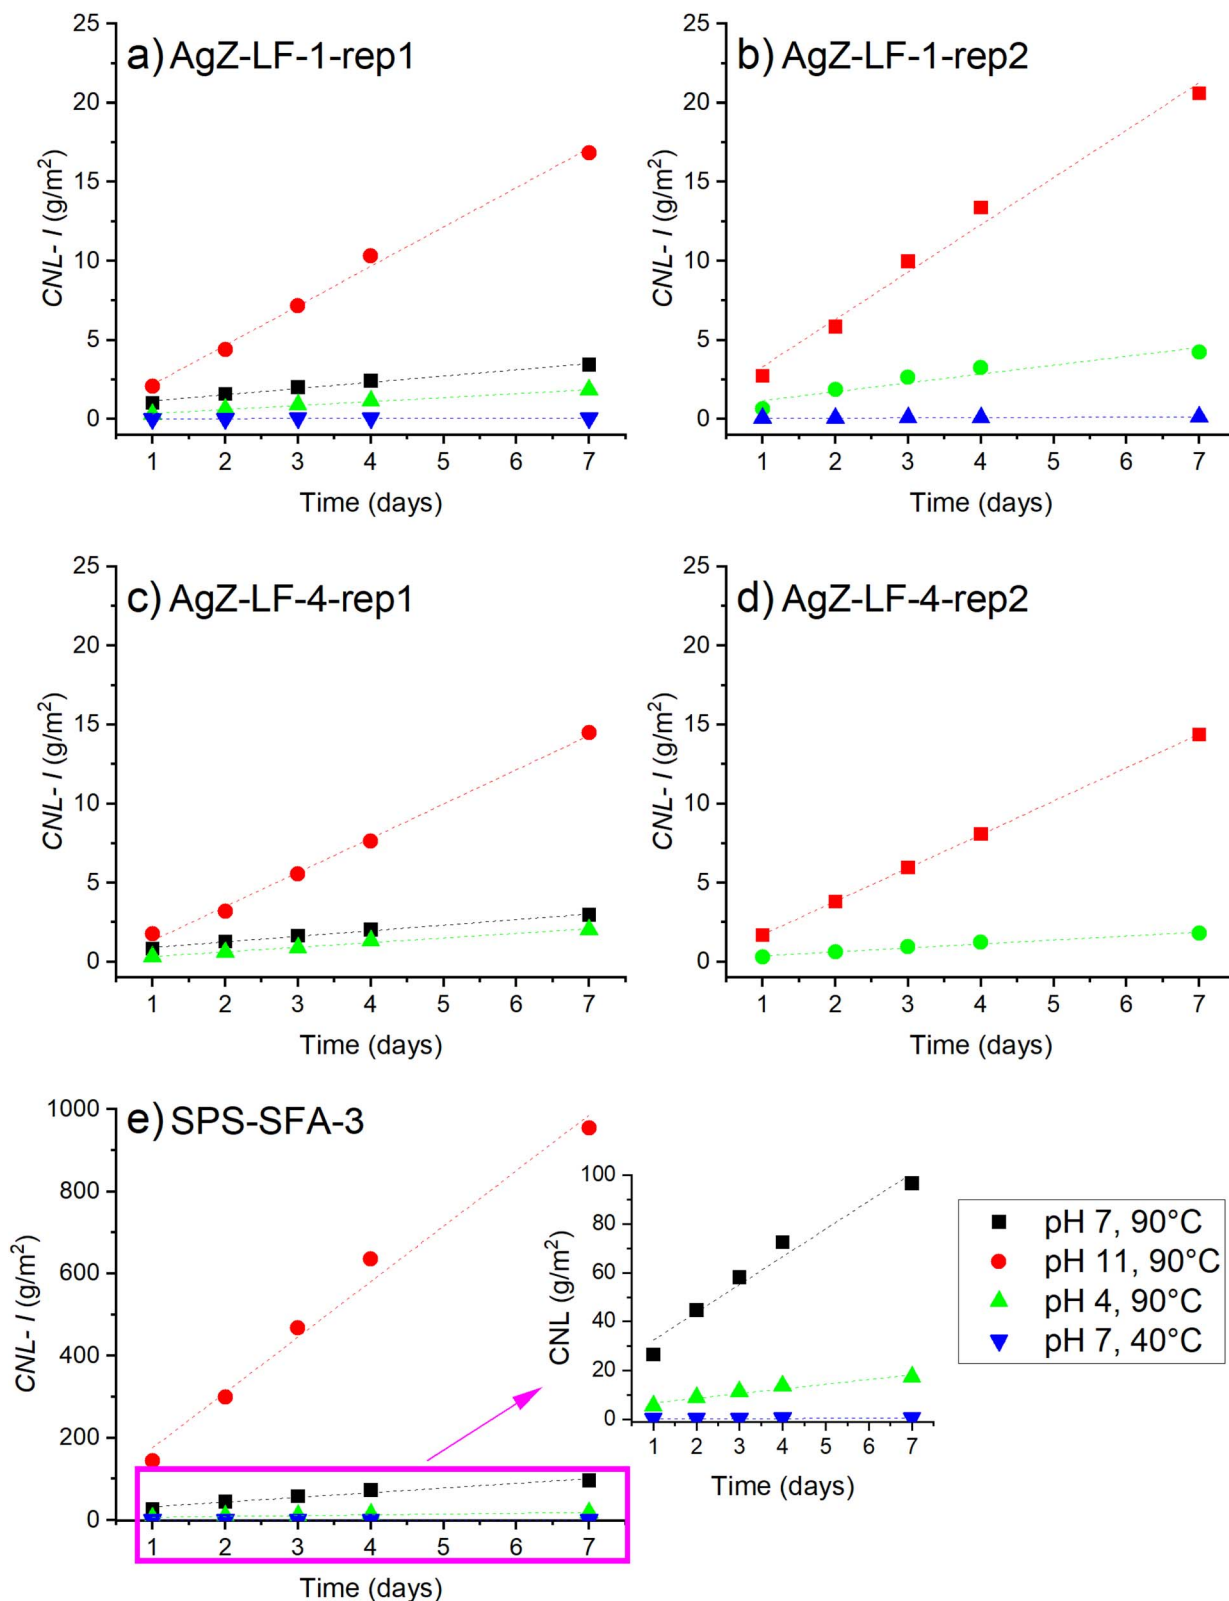 a) AgZ-LF-1-rep1
25
20
15
10
5
0
CNL- I (g/m²)
1 2 3 4 5 6 7
Time (days)
b) AgZ-LF-1-rep2
25
20
15
10
5
0
CNL- I (g/m²)
1 2 3 4 5 6 7
Time (days)
c) AgZ-LF-4-rep1
25
20
15
10
5
0
CNL- I (g/m²)
1 2 3 4 5 6 7
Time (days)
d) AgZ-LF-4-rep2
25
20
15
10
5
0
CNL- I (g/m²)
1 2 3 4 5 6 7
Time (days)
e) SPS-SFA-3
1000
800
600
400
200
0
CNL- I (g/m²)
1 2 3 4 5 6 7
Time (days)
100
80
60
40
20
0
CNL (g/m²)
1 2 3 4 5 6 7
Time (days)
pH 7, 90°C
pH 11, 90°C
pH 4, 90°C
pH 7, 40°C